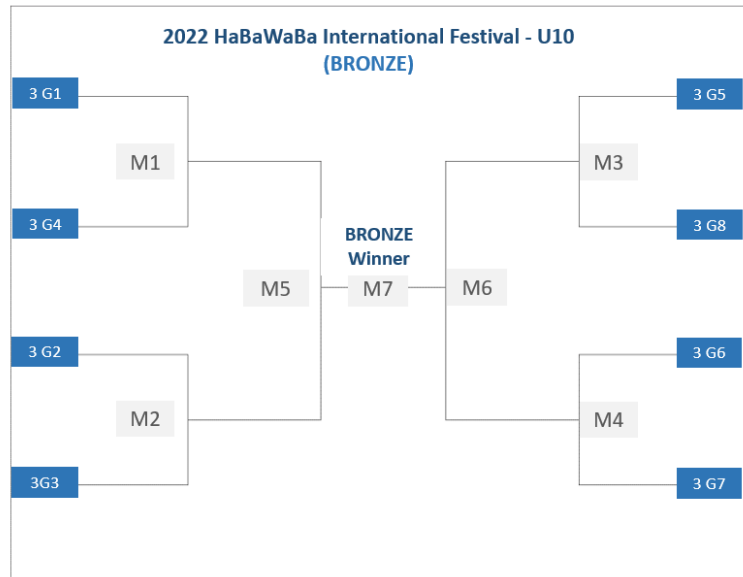 2022 HaBaWaBa International Festival - U10
(BRONZE)
3 G1
3 G5
M1
M3
3 G4
3 G8
BRONZE
Winner
M5
M7
M6
3 G2
3 G6
M2
M4
3G3
3 G7